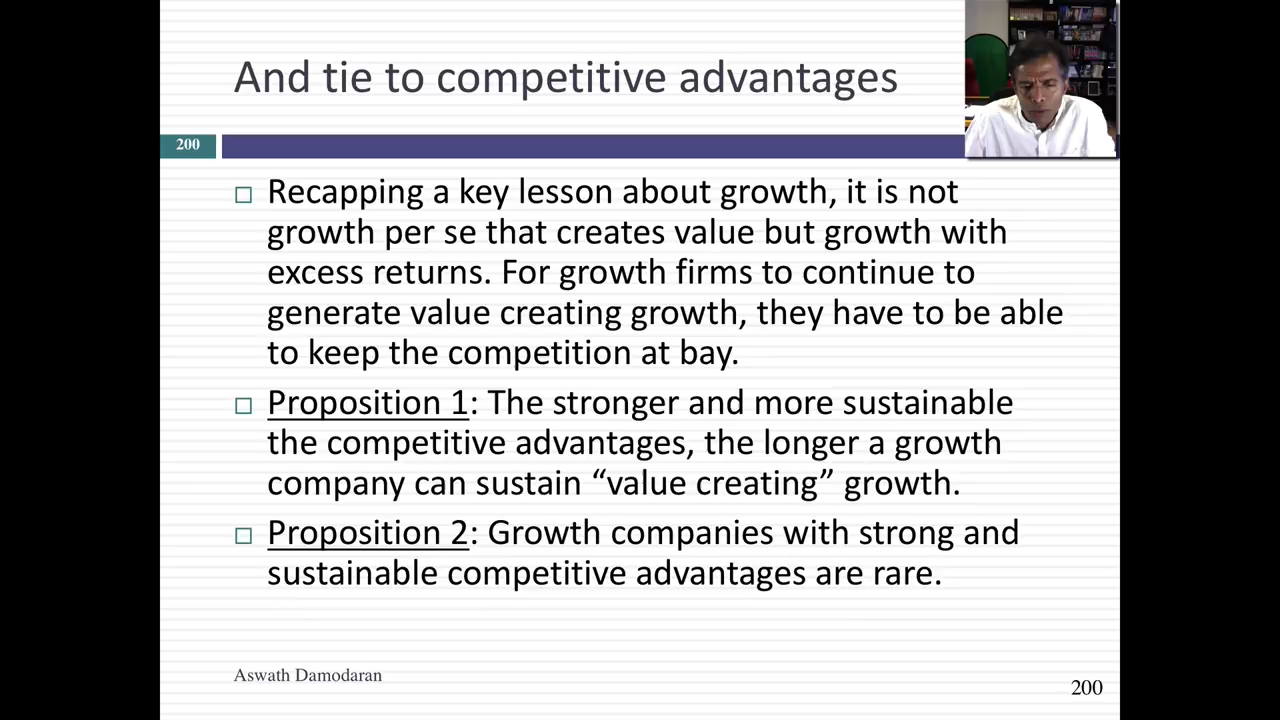 And tie to competitive advantages
200
□ Recapping a key lesson about growth, it is not
growth per se that creates value but growth with
excess returns. For growth firms to continue to
generate value creating growth, they have to be able
to keep the competition at bay.
□ Proposition 1: The stronger and more sustainable
the competitive advantages, the longer a growth
company can sustain “value creating” growth.
□ Proposition 2: Growth companies with strong and
sustainable competitive advantages are rare.
Aswath Damodaran
200